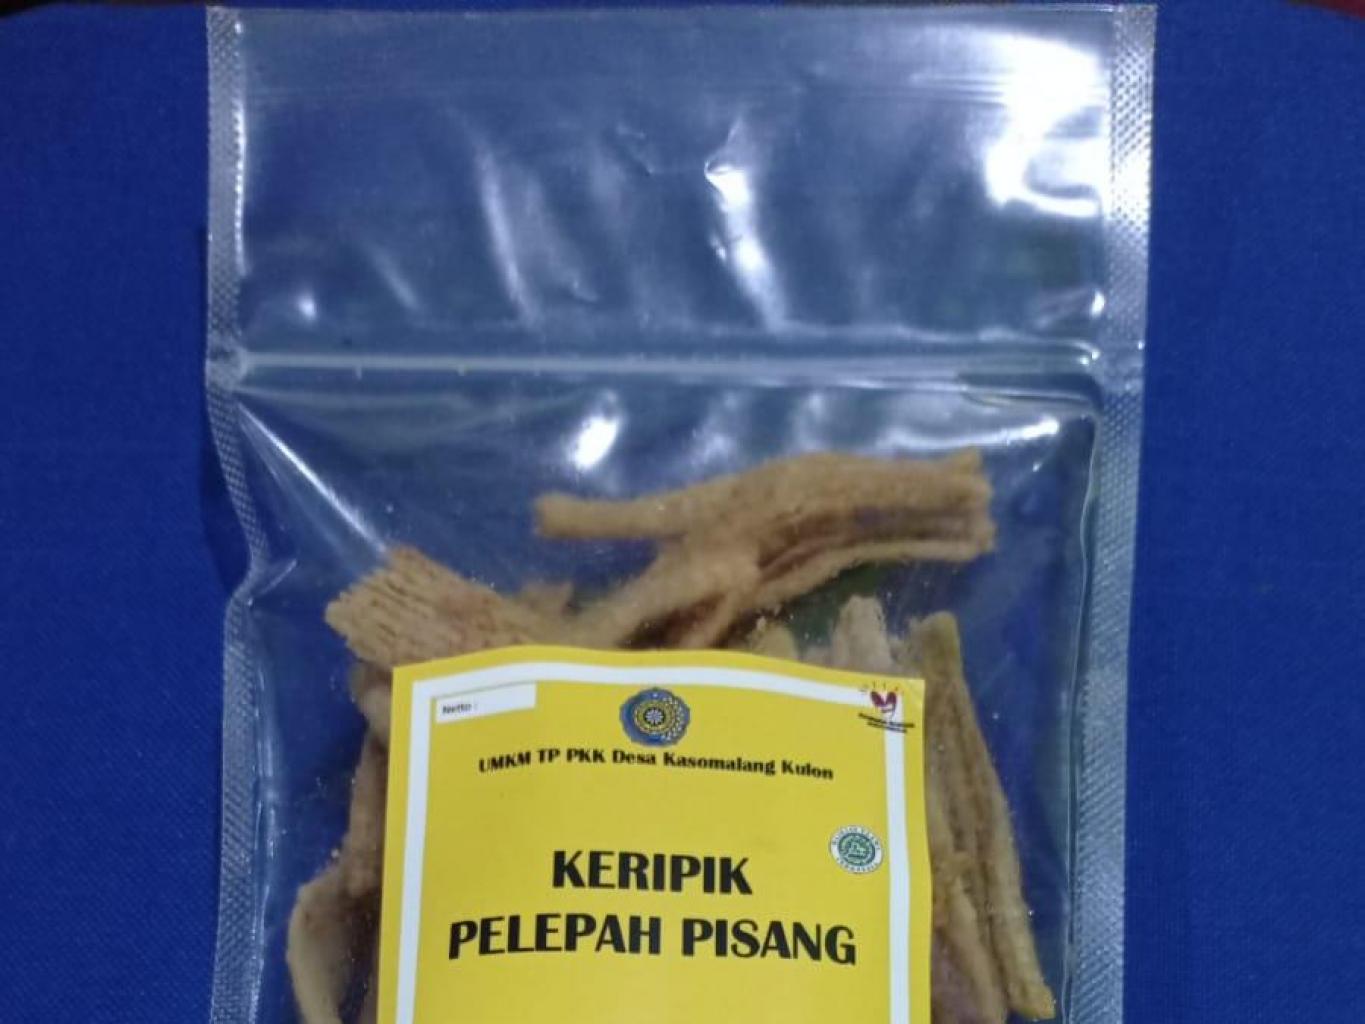 Netto :
UMKM TP PKK Desa Kasomalang Kulon
KERIPIK
PELEPAH PISANG